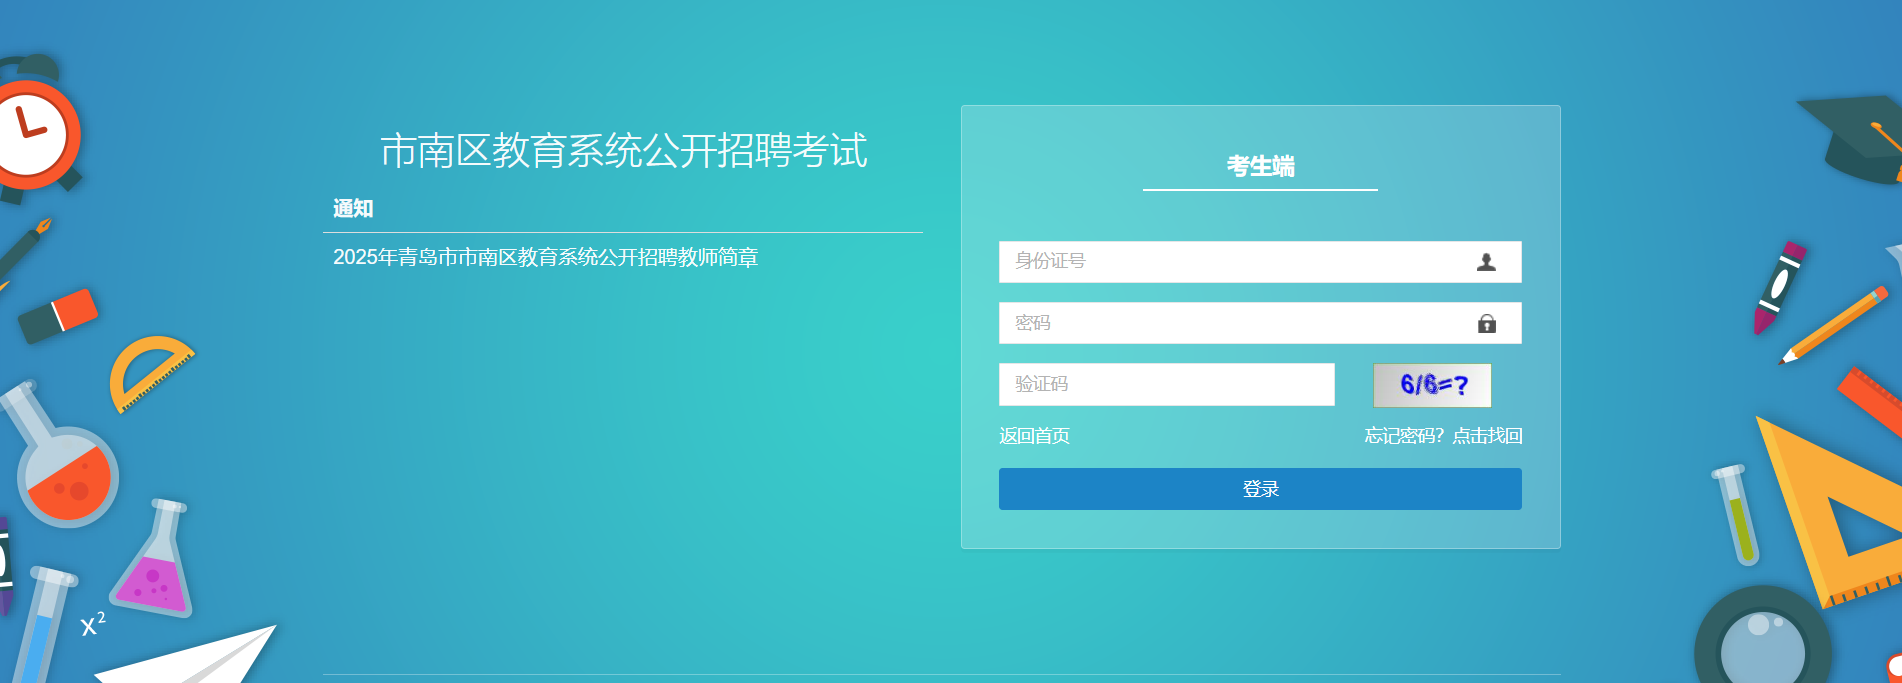 市南区教育系统公开招聘考试
通知
2025年青岛市市南区教育系统公开招聘教师简章
考生端
身份证号
密码
验证码
6/6=?
返回首页
忘记密码？点击找回
登录
x²